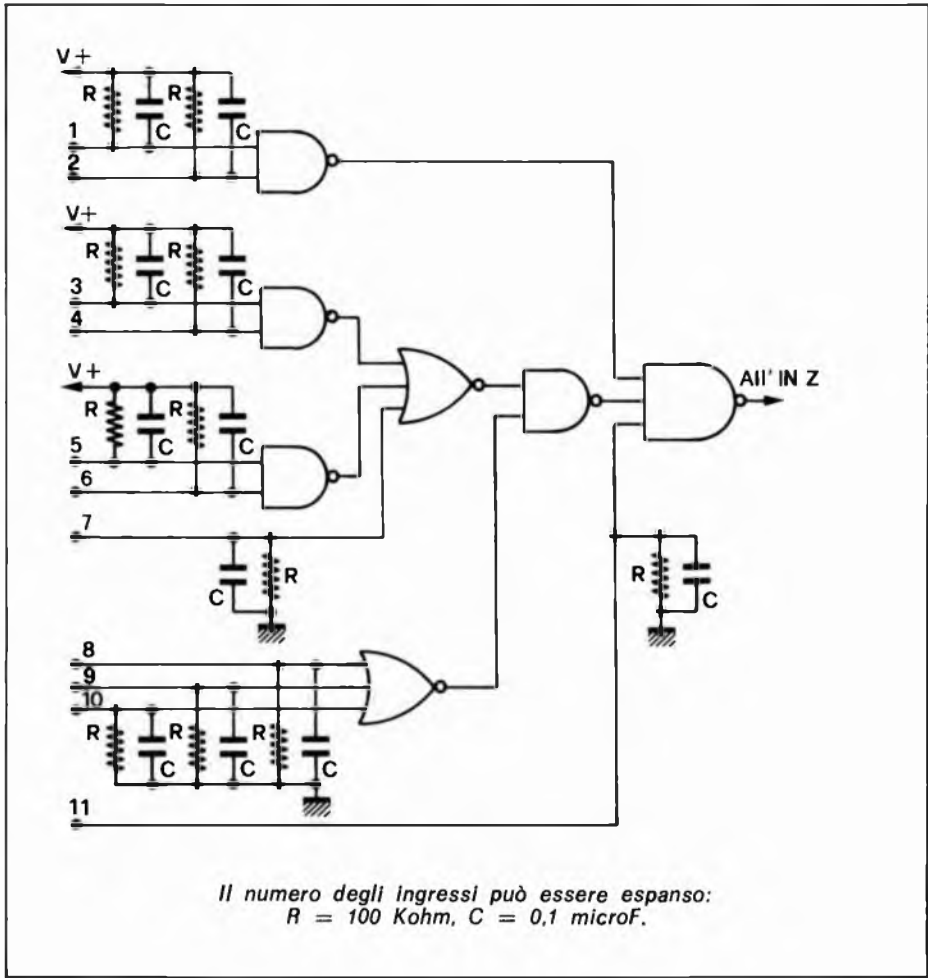 V+
R
C
R
C
1
2
V+
R
C
R
C
3
4
V+
R
C
R
C
5
6
7
C
R
All' IN Z
R
C
8
9
10
R
C
R
C
R
C
11
Il numero degli ingressi può essere espanso:
R = 100 Kohm, C = 0,1 microF.